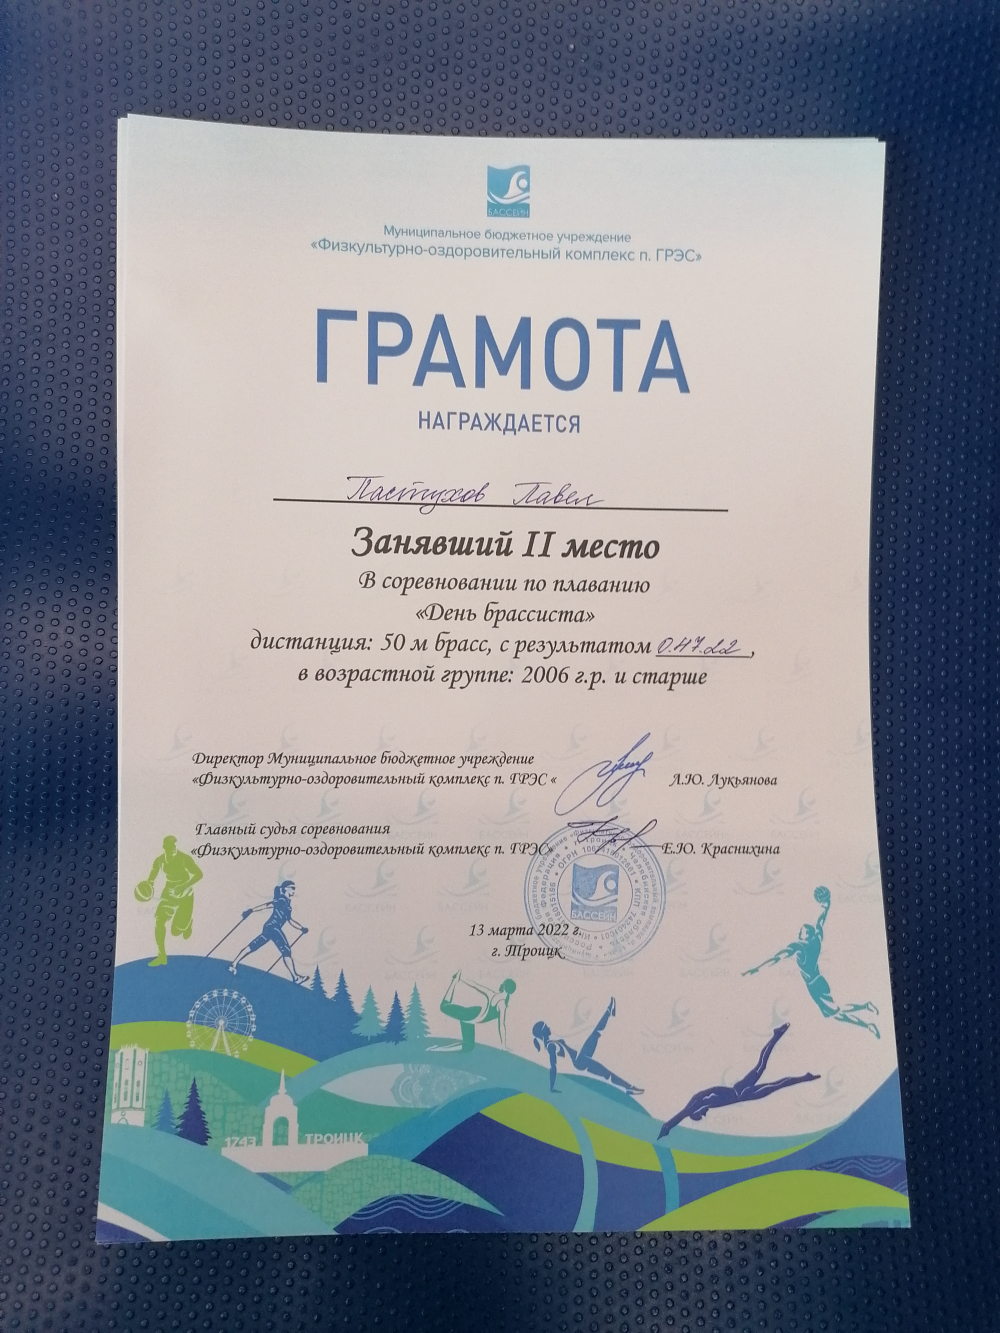 БАССЕЙН
Муниципальное бюджетное учреждение
«Физкультурно-оздоровительный комплекс п. ГРЭС»
ГРАМОТА
НАГРАЖДАЕТСЯ
Пастухов Павел
Занявший II место
В соревновании по плаванию
«День брассиста»
дистанция: 50 м брасс, с результатом 0.47.22,
в возрастной группе: 2006 г.р. и старше
Директор Муниципальное бюджетное учреждение
«Физкультурно-оздоровительный комплекс п. ГРЭС « Л.Ю. Лукьянова
Главный судья соревнования
«Физкультурно-оздоровительный комплекс п. ГРЭС» Е.Ю. Краснихина
БАССЕЙН
13 марта 2022 г.
г. Троицк
1743 ТРОИЦК